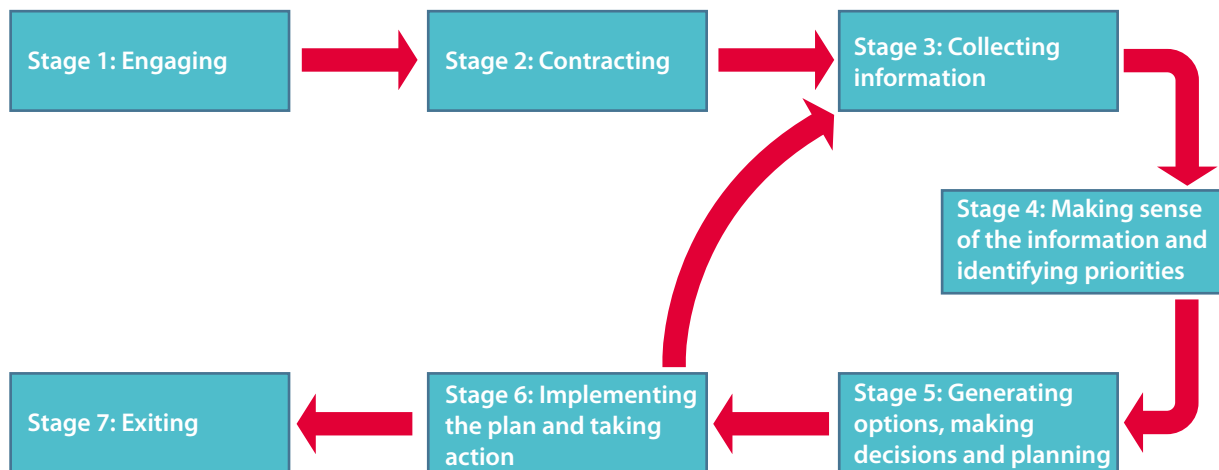 Stage 1: Engaging
Stage 2: Contracting
Stage 3: Collecting
information
Stage 4: Making sense
of the information and
identifying priorities
Stage 5: Generating
options, making
decisions and planning
Stage 6: Implementing
the plan and taking
action
Stage 7: Exiting